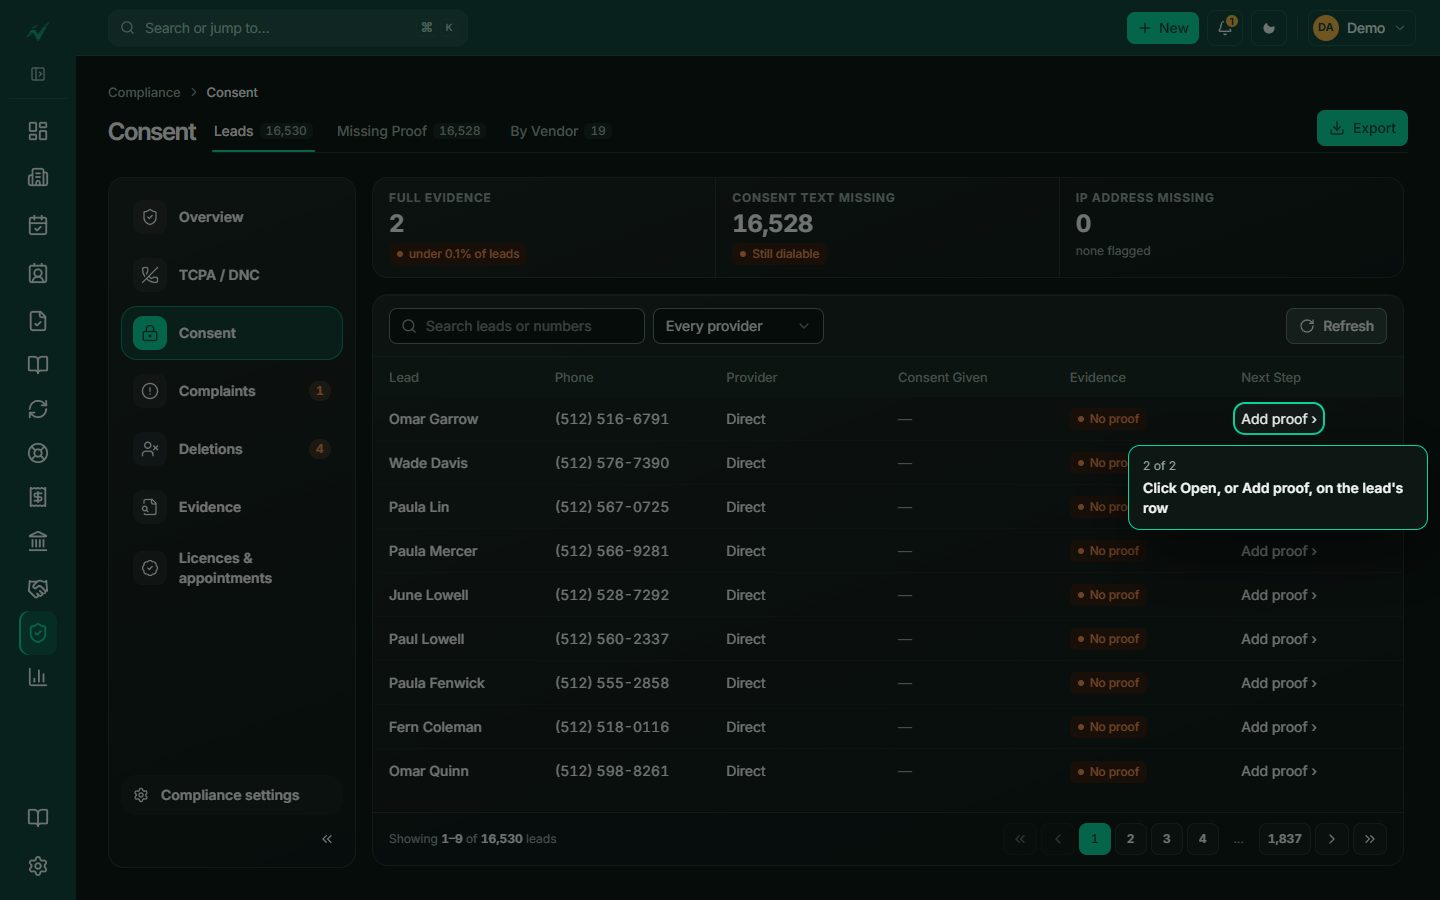 Search or jump to... ⌘ K
+ New
1
DA Demo
Compliance > Consent
Consent
Leads 16,530
Missing Proof 16,528
By Vendor 19
Export
Overview
TCPA / DNC
Consent
Complaints 1
Deletions 4
Evidence
Licences &
appointments
Compliance settings
«
FULL EVIDENCE
2
under 0.1% of leads
CONSENT TEXT MISSING
16,528
Still dialable
IP ADDRESS MISSING
0
none flagged
Search leads or numbers
Every provider
Refresh
Lead Phone Provider Consent Given Evidence Next Step
Omar Garrow (512) 516-6791 Direct — No proof Add proof ›
Wade Davis (512) 576-7390 Direct — No pro
Paula Lin (512) 567-0725 Direct — No pro
2 of 2
Click Open, or Add proof, on the lead's
row
Paula Mercer (512) 566-9281 Direct — No proof Add proof ›
June Lowell (512) 528-7292 Direct — No proof Add proof ›
Paul Lowell (512) 560-2337 Direct — No proof Add proof ›
Paula Fenwick (512) 555-2858 Direct — No proof Add proof ›
Fern Coleman (512) 518-0116 Direct — No proof Add proof ›
Omar Quinn (512) 598-8261 Direct — No proof Add proof ›
Showing 1–9 of 16,530 leads
« ‹ 1 2 3 4 ... 1,837 › »